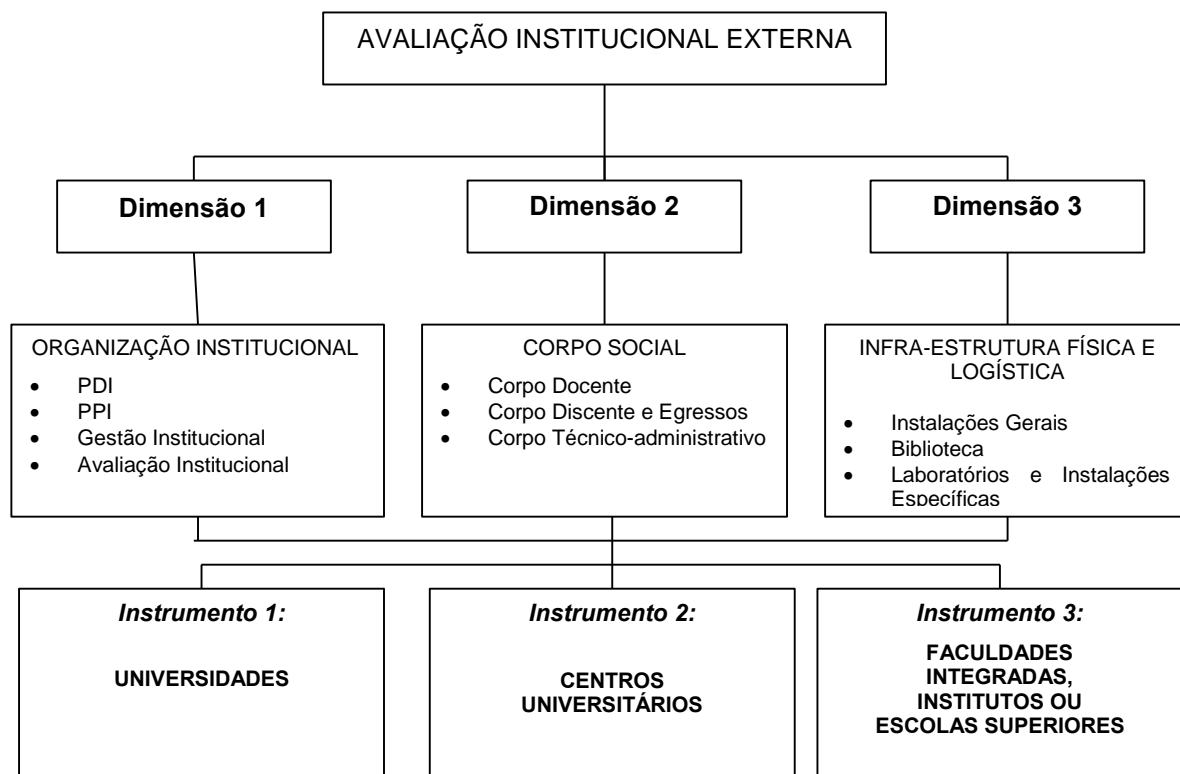 AVALIAÇÃO INSTITUCIONAL EXTERNA
Dimensão 1
Dimensão 2
Dimensão 3
ORGANIZAÇÃO INSTITUCIONAL
• PDI
• PPI
• Gestão Institucional
• Avaliação Institucional
CORPO SOCIAL
• Corpo Docente
• Corpo Discente e Egressos
• Corpo Técnico-administrativo
INFRA-ESTRUTURA FÍSICA E
LOGÍSTICA
• Instalações Gerais
• Biblioteca
• Laboratórios e Instalações
Específicas
Instrumento 1:
UNIVERSIDADES
Instrumento 2:
CENTROS
UNIVERSITÁRIOS
Instrumento 3:
FACULDADES
INTEGRADAS,
INSTITUTOS OU
ESCOLAS SUPERIORES